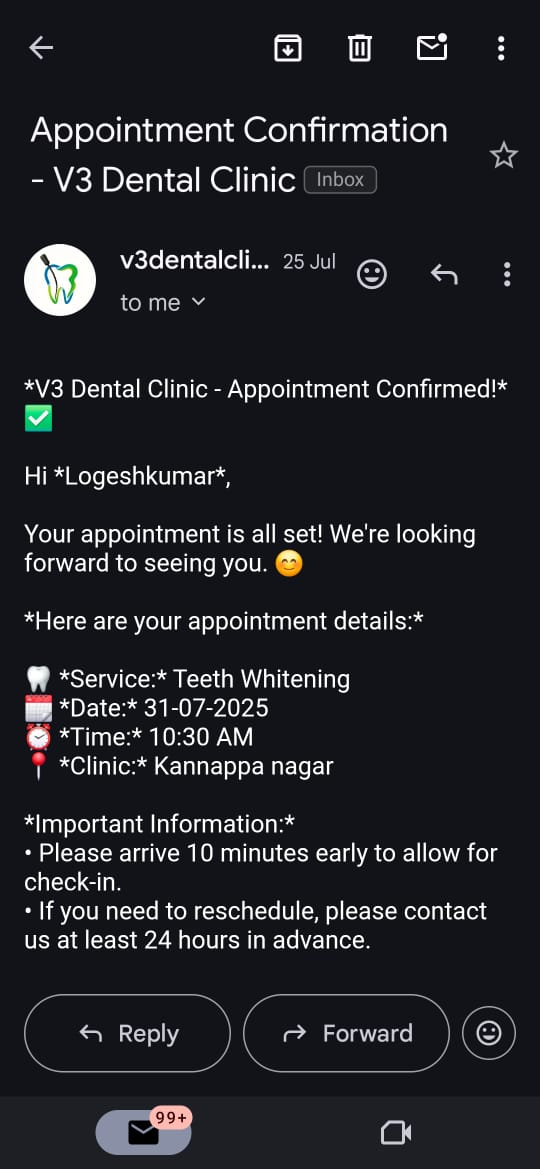 Appointment Confirmation
- V3 Dental Clinic Inbox
v3dentalcli... 25 Jul
to me
*V3 Dental Clinic - Appointment Confirmed!*
✅
Hi *Logeshkumar*,
Your appointment is all set! We're looking
forward to seeing you. 😊
*Here are your appointment details:*
🦷 *Service:* Teeth Whitening
📅 *Date:* 31-07-2025
⏰ *Time:* 10:30 AM
📍 *Clinic:* Kannappa nagar
*Important Information:*
• Please arrive 10 minutes early to allow for
check-in.
• If you need to reschedule, please contact
us at least 24 hours in advance.
Reply Forward
99+